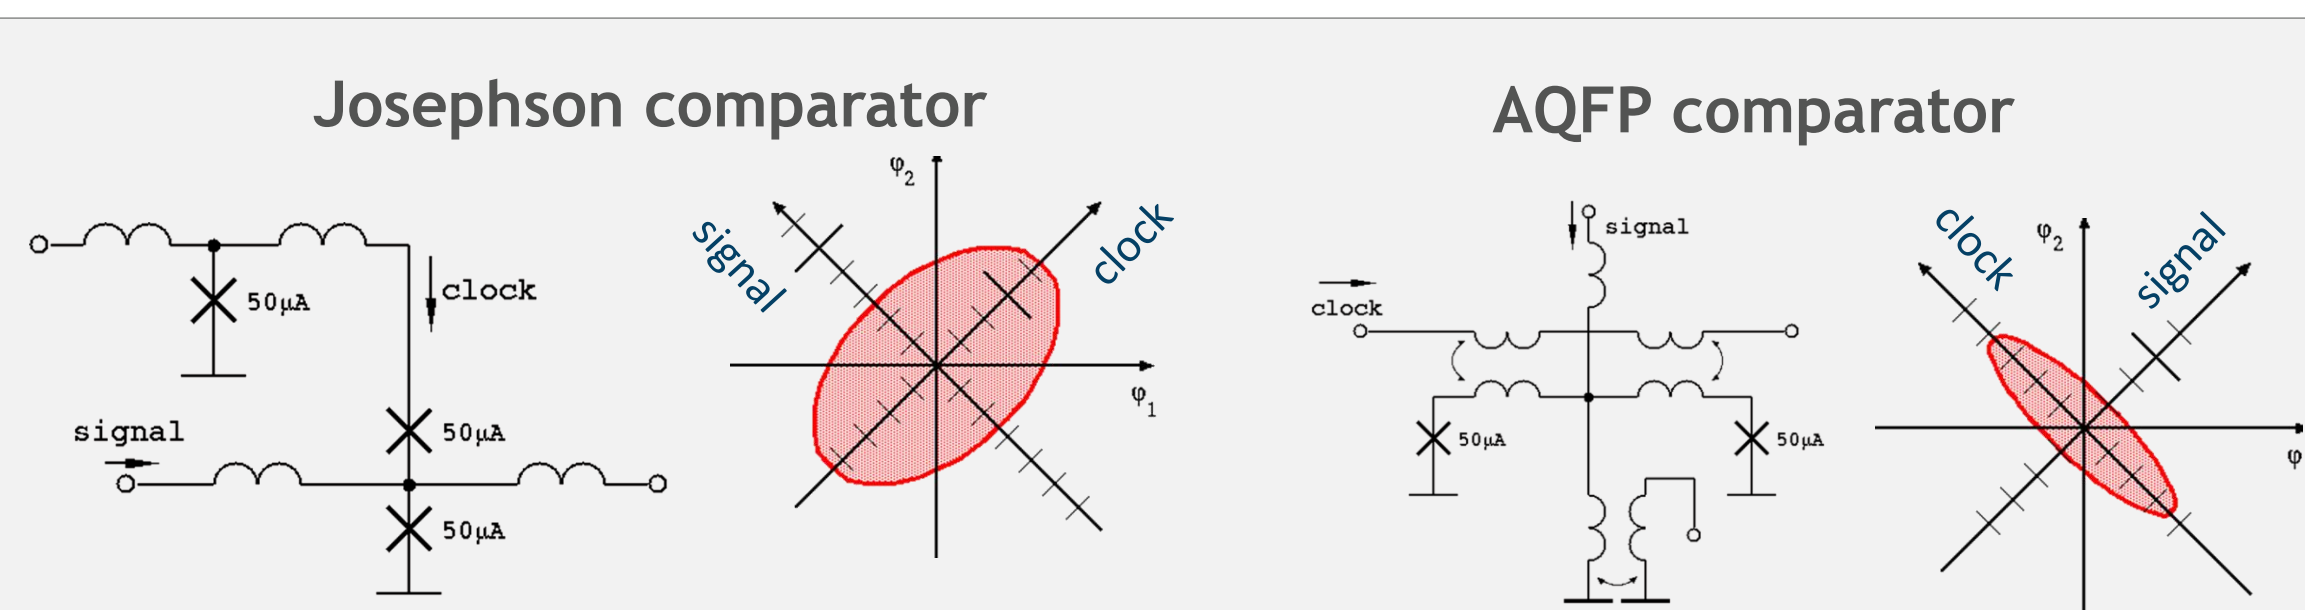 Josephson comparator
AQFP comparator
φ2
signal
clock
φ1
clock
50μA
signal
50μA
50μA
signal
clock
50μA
50μA
φ2
clock
signal
φ